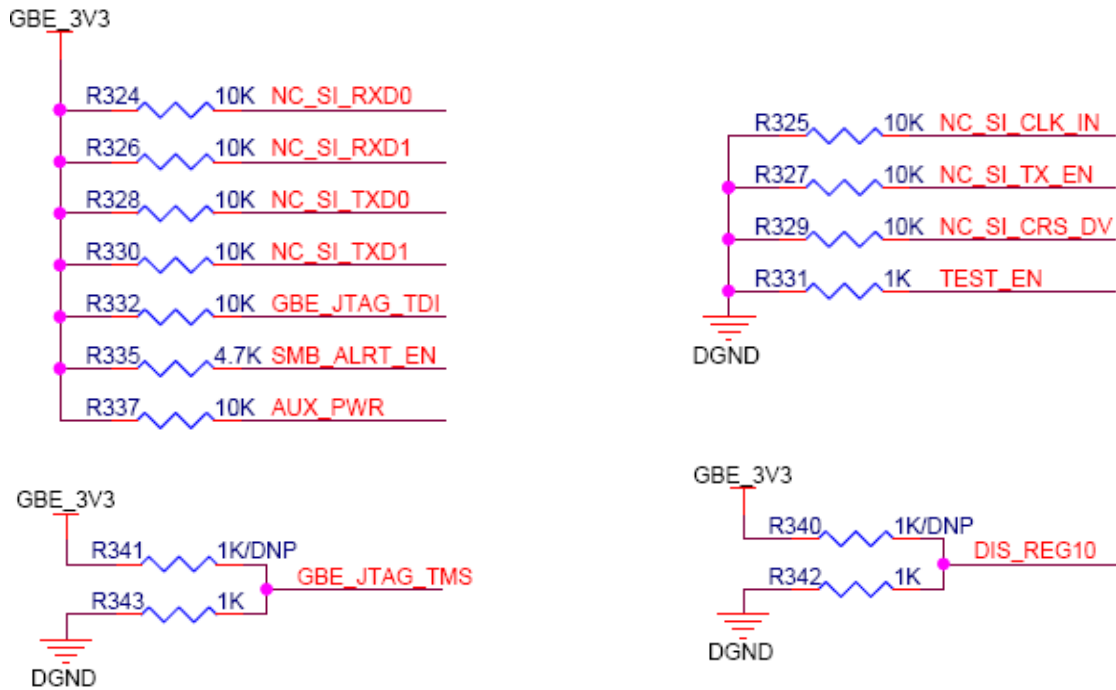 GBE_3V3
R324 10K NC_SI_RXD0
R326 10K NC_SI_RXD1
R328 10K NC_SI_TXD0
R330 10K NC_SI_TXD1
R332 10K GBE_JTAG_TDI
R335 4.7K SMB_ALRT_EN
R337 10K AUX_PWR
R325 10K NC_SI_CLK_IN
R327 10K NC_SI_TX_EN
R329 10K NC_SI_CRS_DV
R331 1K TEST_EN
DGND
GBE_3V3
R341 1K/DNP
GBE_JTAG_TMS
R343 1K
DGND
GBE_3V3
R340 1K/DNP
DIS_REG10
R342 1K
DGND